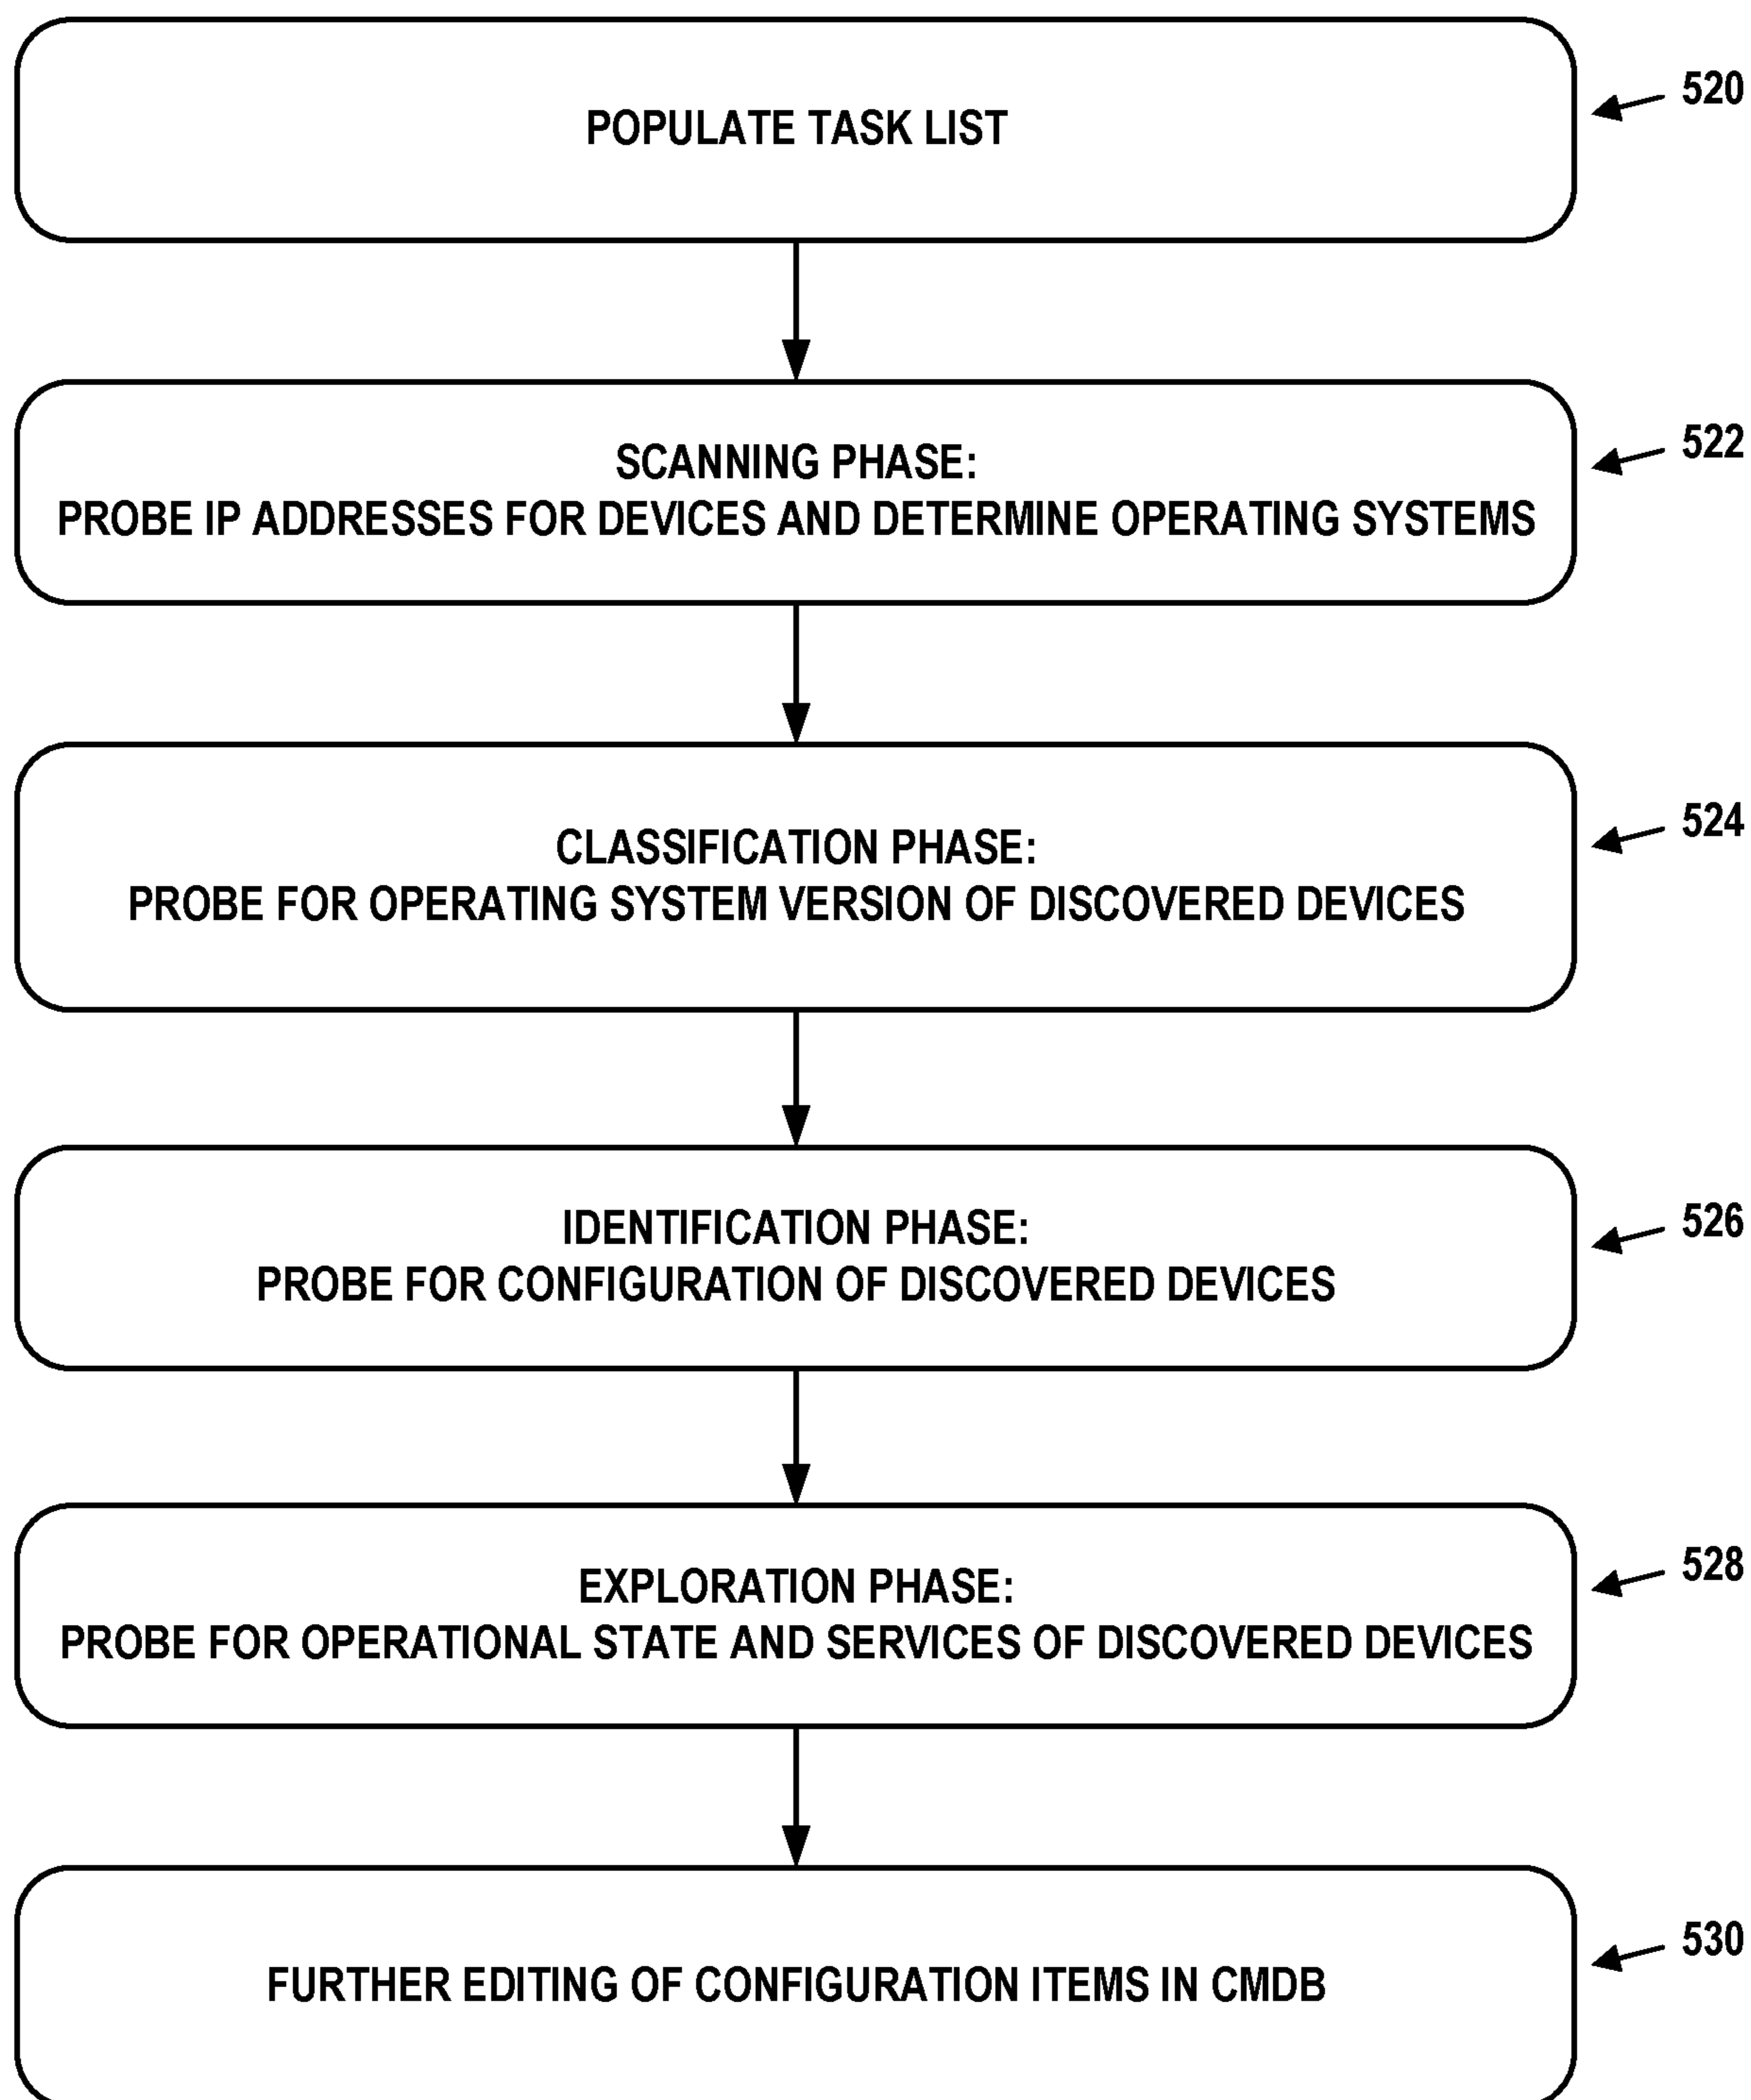 POPULATE TASK LIST
520
SCANNING PHASE:
PROBE IP ADDRESSES FOR DEVICES AND DETERMINE OPERATING SYSTEMS
522
CLASSIFICATION PHASE:
PROBE FOR OPERATING SYSTEM VERSION OF DISCOVERED DEVICES
524
IDENTIFICATION PHASE:
PROBE FOR CONFIGURATION OF DISCOVERED DEVICES
526
EXPLORATION PHASE:
PROBE FOR OPERATIONAL STATE AND SERVICES OF DISCOVERED DEVICES
528
FURTHER EDITING OF CONFIGURATION ITEMS IN CMDB
530